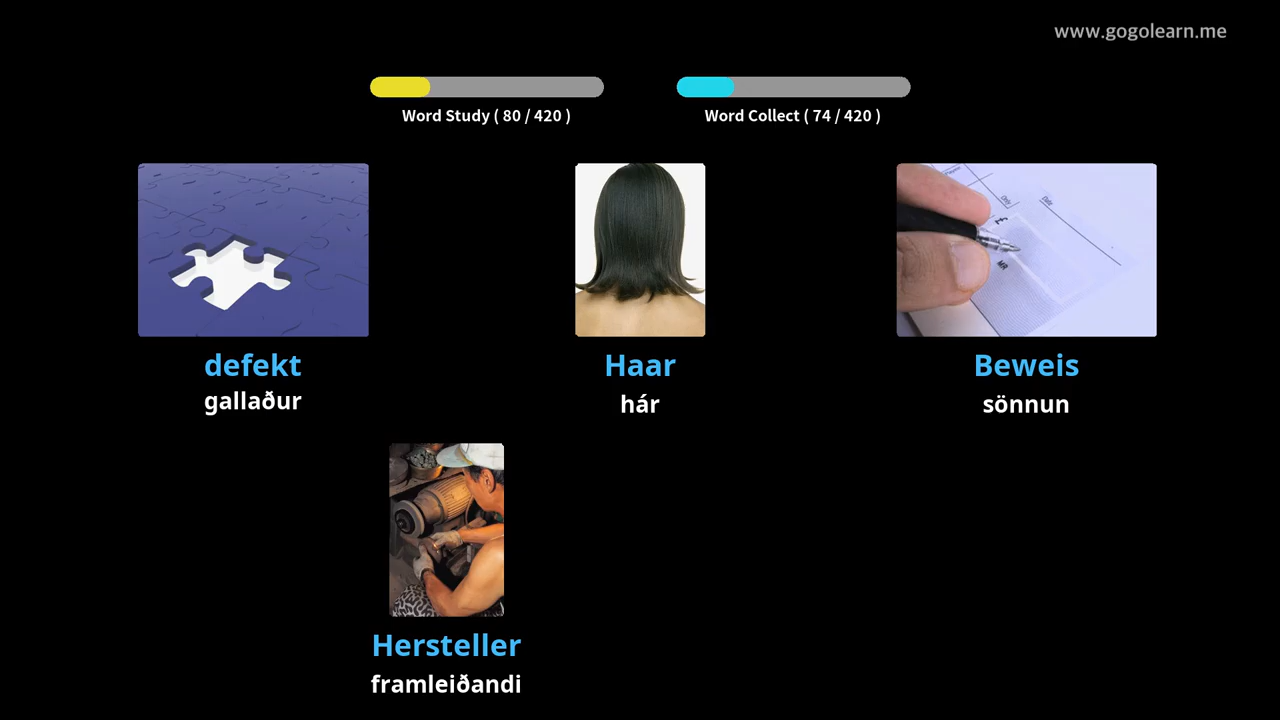 www.gogolearn.me
Word Study ( 80 / 420 )
Word Collect ( 74 / 420 )
defekt
gallaður
Haar
hár
Beweis
sönnun
Hersteller
framleiðandi